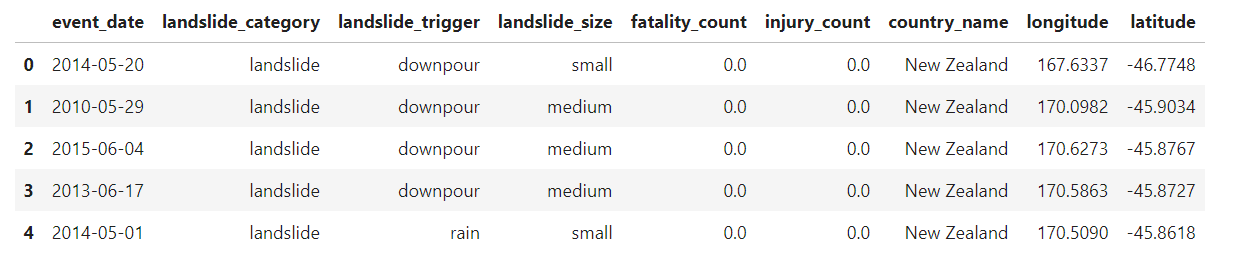 event_date landslide_category landslide_trigger landslide_size fatality_count injury_count country_name longitude latitude
0 2014-05-20 landslide downpour small 0.0 0.0 New Zealand 167.6337 -46.7748
1 2010-05-29 landslide downpour medium 0.0 0.0 New Zealand 170.0982 -45.9034
2 2015-06-04 landslide downpour medium 0.0 0.0 New Zealand 170.6273 -45.8767
3 2013-06-17 landslide downpour medium 0.0 0.0 New Zealand 170.5863 -45.8727
4 2014-05-01 landslide rain small 0.0 0.0 New Zealand 170.5090 -45.8618